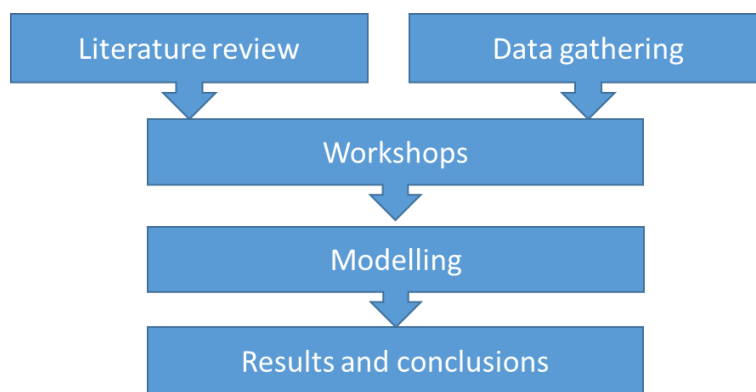 Literature review
Data gathering
Workshops
Modelling
Results and conclusions